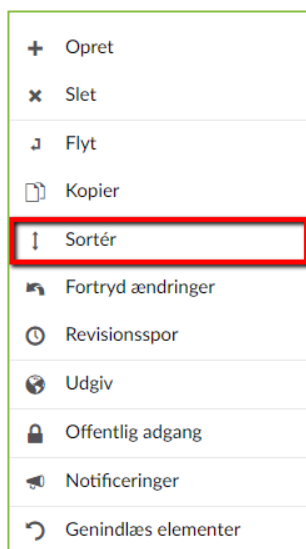 Opret
Slet
Flyt
Kopier
Sortér
Fortryd ændringer
Revisionsspor
Udgiv
Offentlig adgang
Notificeringer
Genindlæs elementer